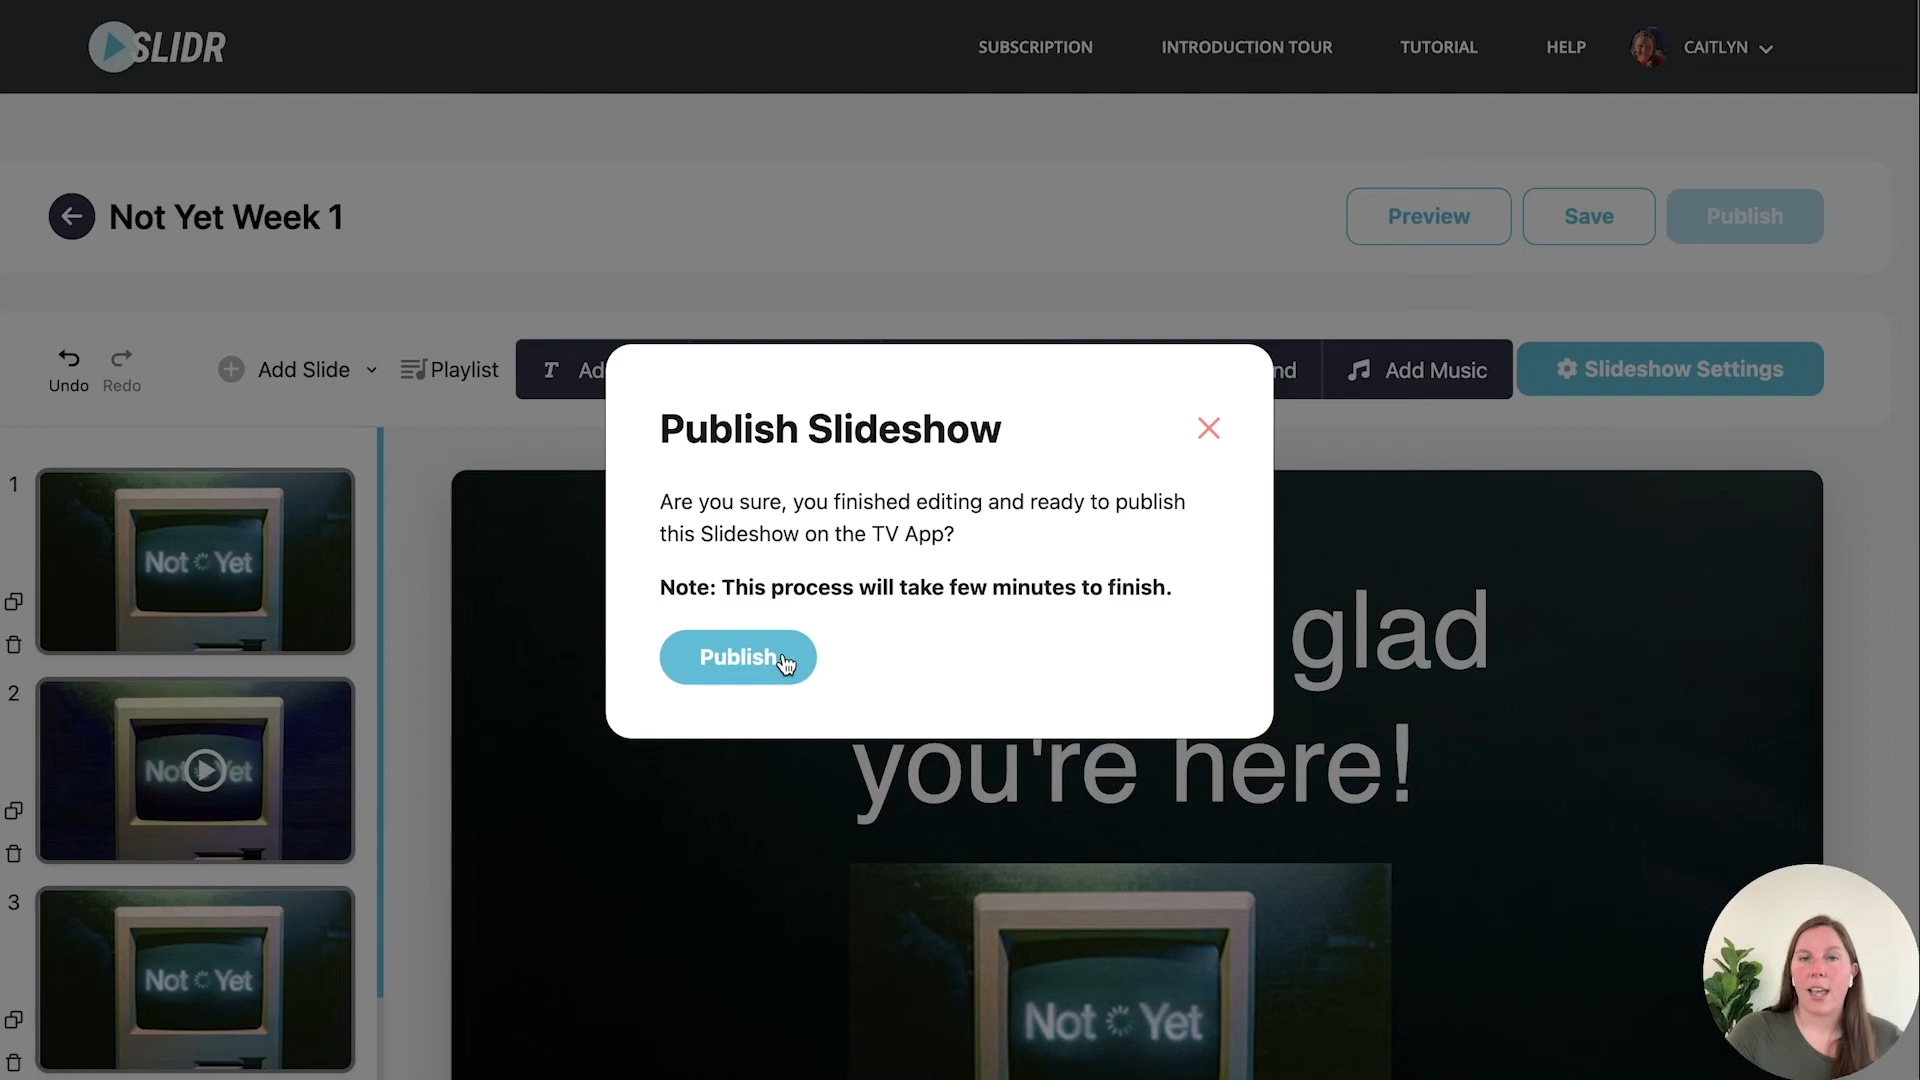 SLIDR
SUBSCRIPTION
INTRODUCTION TOUR
TUTORIAL
HELP
CAITLYN
Not Yet Week 1
Preview
Save
Publish
Undo
Redo
Add Slide
Playlist
T Ad
nd
Add Music
Slideshow Settings
Publish Slideshow
Are you sure, you finished editing and ready to publish
this Slideshow on the TV App?
Note: This process will take few minutes to finish.
Publish
1
Not Yet
2
Not Yet
3
Not Yet
glad
you're here!
Not Yet